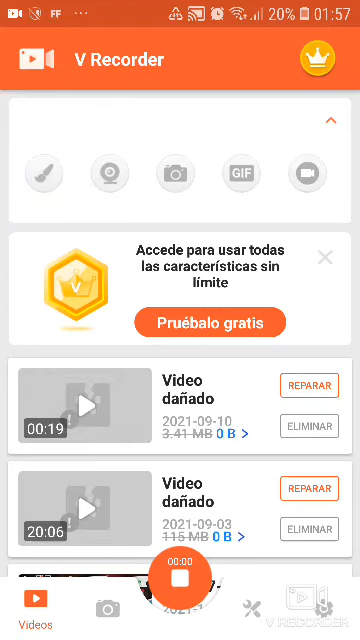 FF
20% 01:57
V Recorder
GIF
Accede para usar todas
las características sin
límite
V
Pruébalo gratis
Video
dañado
REPARAR
2021-09-10
3.41 MB 0 B >
ELIMINAR
00:19
Video
dañado
REPARAR
2021-09-03
115 MB 0 B >
ELIMINAR
20:06
00:00
Videos
V RECORDER